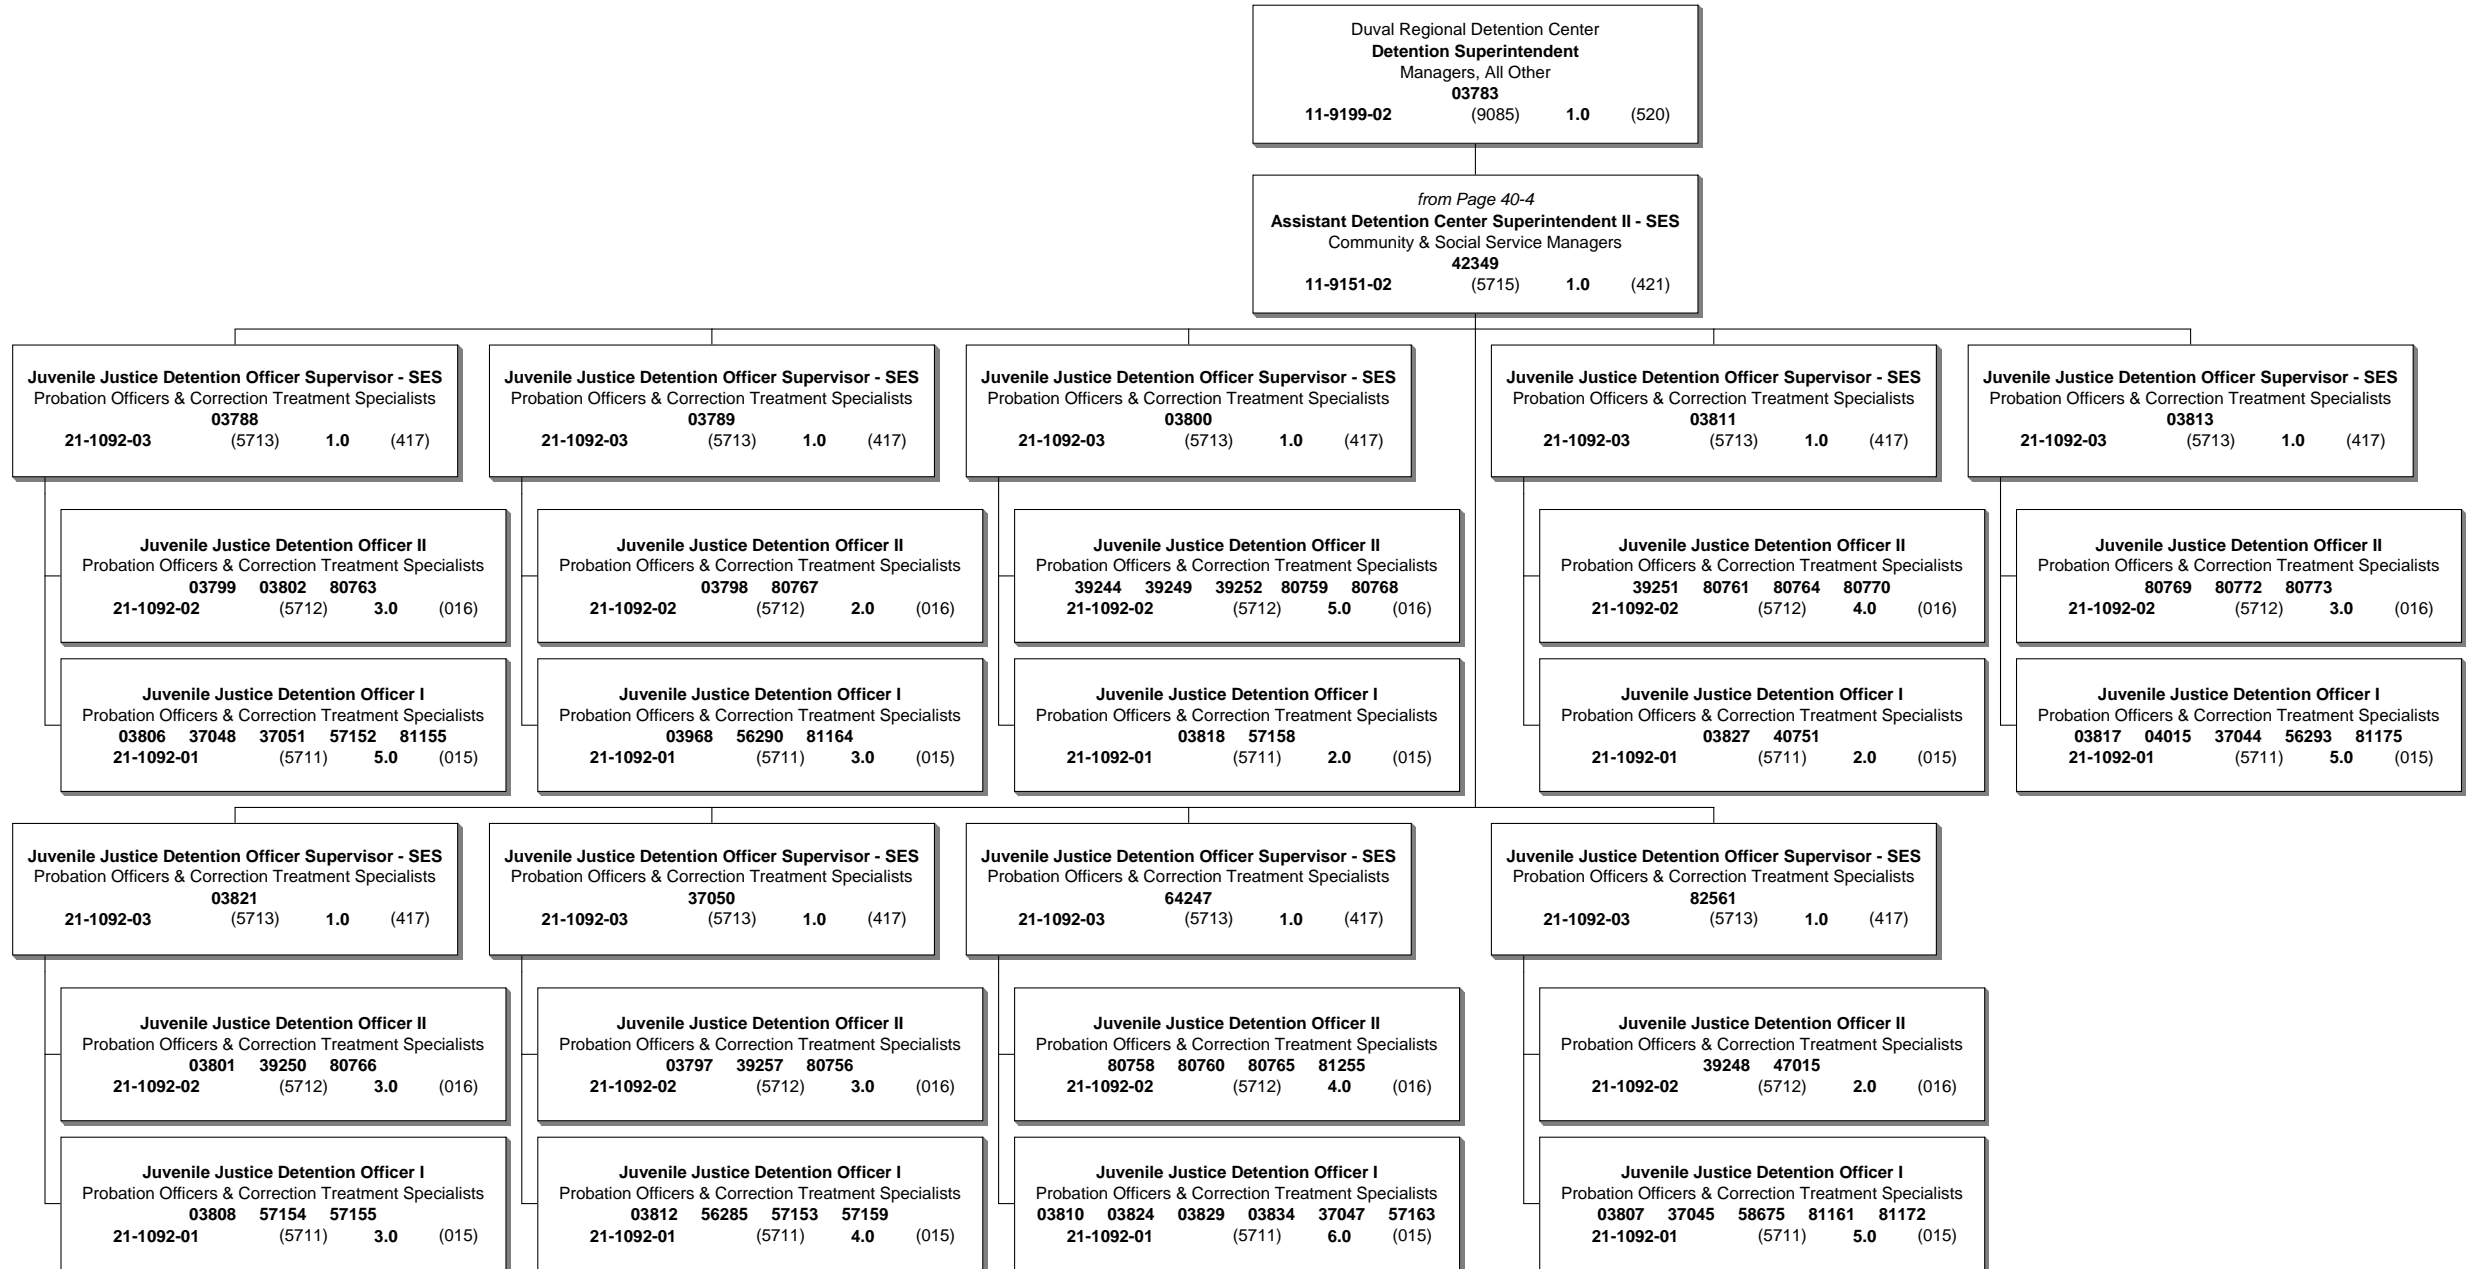 Duval Regional Detention Center
Detention Superintendent
Managers, All Other
03783
11-9199-02 (9085) 1.0 (520)
from Page 40-4
Assistant Detention Center Superintendent II - SES
Community & Social Service Managers
42349
11-9151-02 (5715) 1.0 (421)
Juvenile Justice Detention Officer Supervisor - SES
Probation Officers & Correction Treatment Specialists
03788
21-1092-03 (5713) 1.0 (417)
Juvenile Justice Detention Officer II
Probation Officers & Correction Treatment Specialists
03799 03802 80763
21-1092-02 (5712) 3.0 (016)
Juvenile Justice Detention Officer I
Probation Officers & Correction Treatment Specialists
03806 37048 37051 57152 81155
21-1092-01 (5711) 5.0 (015)
Juvenile Justice Detention Officer Supervisor - SES
Probation Officers & Correction Treatment Specialists
03789
21-1092-03 (5713) 1.0 (417)
Juvenile Justice Detention Officer II
Probation Officers & Correction Treatment Specialists
03798 80767
21-1092-02 (5712) 2.0 (016)
Juvenile Justice Detention Officer I
Probation Officers & Correction Treatment Specialists
03968 56290 81164
21-1092-01 (5711) 3.0 (015)
Juvenile Justice Detention Officer Supervisor - SES
Probation Officers & Correction Treatment Specialists
03800
21-1092-03 (5713) 1.0 (417)
Juvenile Justice Detention Officer II
Probation Officers & Correction Treatment Specialists
39244 39249 39252 80759 80768
21-1092-02 (5712) 5.0 (016)
Juvenile Justice Detention Officer I
Probation Officers & Correction Treatment Specialists
03818 57158
21-1092-01 (5711) 2.0 (015)
Juvenile Justice Detention Officer Supervisor - SES
Probation Officers & Correction Treatment Specialists
03811
21-1092-03 (5713) 1.0 (417)
Juvenile Justice Detention Officer II
Probation Officers & Correction Treatment Specialists
39251 80761 80764 80770
21-1092-02 (5712) 4.0 (016)
Juvenile Justice Detention Officer I
Probation Officers & Correction Treatment Specialists
03827 40751
21-1092-01 (5711) 2.0 (015)
Juvenile Justice Detention Officer Supervisor - SES
Probation Officers & Correction Treatment Specialists
03813
21-1092-03 (5713) 1.0 (417)
Juvenile Justice Detention Officer II
Probation Officers & Correction Treatment Specialists
80769 80772 80773
21-1092-02 (5712) 3.0 (016)
Juvenile Justice Detention Officer I
Probation Officers & Correction Treatment Specialists
03817 04015 37044 56293 81175
21-1092-01 (5711) 5.0 (015)
Juvenile Justice Detention Officer Supervisor - SES
Probation Officers & Correction Treatment Specialists
03821
21-1092-03 (5713) 1.0 (417)
Juvenile Justice Detention Officer II
Probation Officers & Correction Treatment Specialists
03801 39250 80766
21-1092-02 (5712) 3.0 (016)
Juvenile Justice Detention Officer I
Probation Officers & Correction Treatment Specialists
03808 57154 57155
21-1092-01 (5711) 3.0 (015)
Juvenile Justice Detention Officer Supervisor - SES
Probation Officers & Correction Treatment Specialists
37050
21-1092-03 (5713) 1.0 (417)
Juvenile Justice Detention Officer II
Probation Officers & Correction Treatment Specialists
03797 39257 80756
21-1092-02 (5712) 3.0 (016)
Juvenile Justice Detention Officer I
Probation Officers & Correction Treatment Specialists
03812 56285 57153 57159
21-1092-01 (5711) 4.0 (015)
Juvenile Justice Detention Officer Supervisor - SES
Probation Officers & Correction Treatment Specialists
64247
21-1092-03 (5713) 1.0 (417)
Juvenile Justice Detention Officer II
Probation Officers & Correction Treatment Specialists
80758 80760 80765 81255
21-1092-02 (5712) 4.0 (016)
Juvenile Justice Detention Officer I
Probation Officers & Correction Treatment Specialists
03810 03824 03829 03834 37047 57163
21-1092-01 (5711) 6.0 (015)
Juvenile Justice Detention Officer Supervisor - SES
Probation Officers & Correction Treatment Specialists
82561
21-1092-03 (5713) 1.0 (417)
Juvenile Justice Detention Officer II
Probation Officers & Correction Treatment Specialists
39248 47015
21-1092-02 (5712) 2.0 (016)
Juvenile Justice Detention Officer I
Probation Officers & Correction Treatment Specialists
03807 37045 58675 81161 81172
21-1092-01 (5711) 5.0 (015)